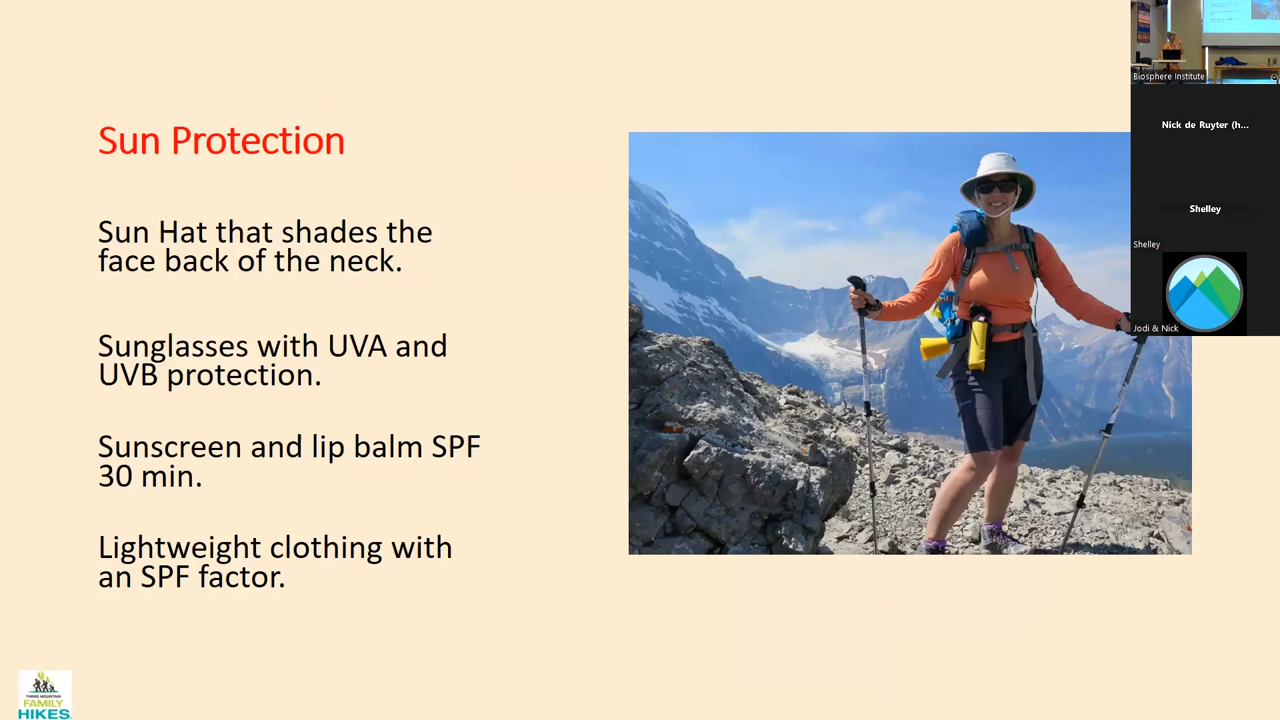 Sun Protection
Sun Hat that shades the
face back of the neck.
Sunglasses with UVA and
UVB protection.
Sunscreen and lip balm SPF
30 min.
Lightweight clothing with
an SPF factor.
Biosphere Institute
Nick de Ruyter (h...
Shelley
Shelley
Jodi & Nick
THREE MOUNTAIN
FAMILY
HIKES